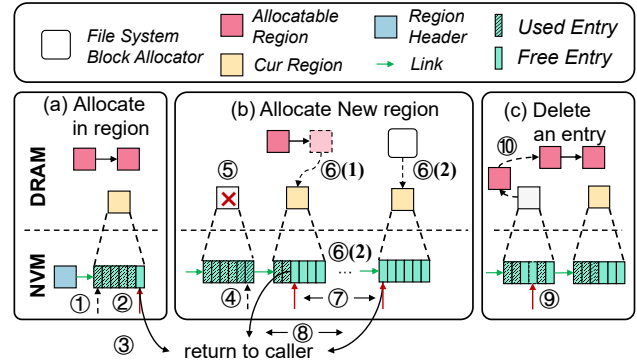 File System
Block Allocator
Allocatable
Region
Cur Region
Region
Header
Link
Used Entry
Free Entry
(a) Allocate
in region
(b) Allocate New region
(c) Delete
an entry
DRAM
NVM
⑤
⑥(1)
⑥(2)
⑩
⑥(2)
① ②
④
⑦
⑨
③
⑧
return to caller